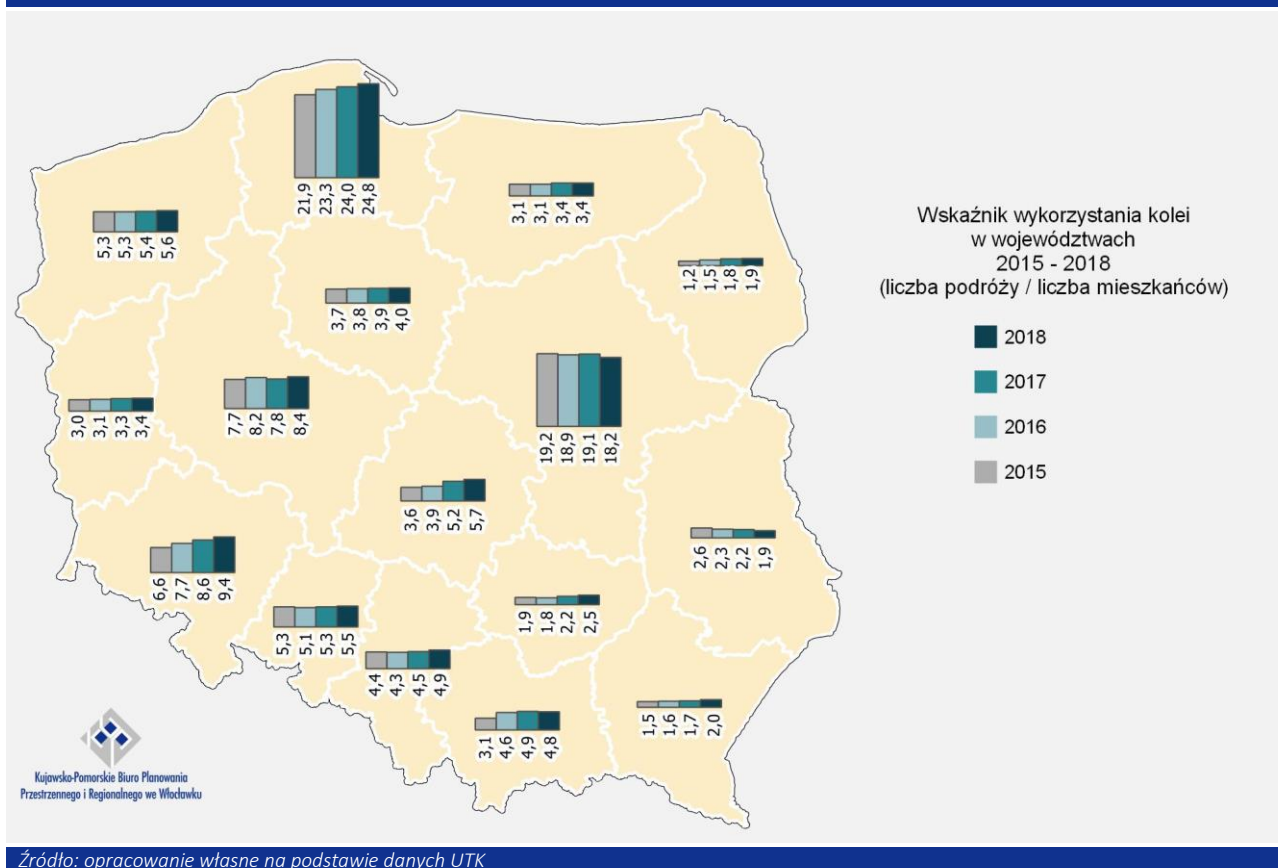 21,9 23,3 24,0 24,8
3,1 3,1 3,4 3,4
5,3 5,3 5,4 5,6
1,2 1,5 1,8 1,9
3,7 3,8 3,9 4,0
19,2 18,9 19,1 18,2
7,7 8,2 7,8 8,4
3,0 3,1 3,3 3,4
3,6 3,9 5,2 5,7
2,6 2,3 2,2 1,9
6,6 7,7 8,6 9,4
1,9 1,8 2,2 2,5
5,3 5,1 5,3 5,5
4,4 4,3 4,5 4,9
1,5 1,6 1,7 2,0
3,1 4,6 4,9 4,8
Wskaźnik wykorzystania kolei
w województwach
2015 - 2018
(liczba podróży / liczba mieszkańców)
2018
2017
2016
2015
Kujawsko-Pomorskie Biuro Planowania
Przestrzennego i Regionalnego we Włocławku
Źródło: opracowanie własne na podstawie danych UTK